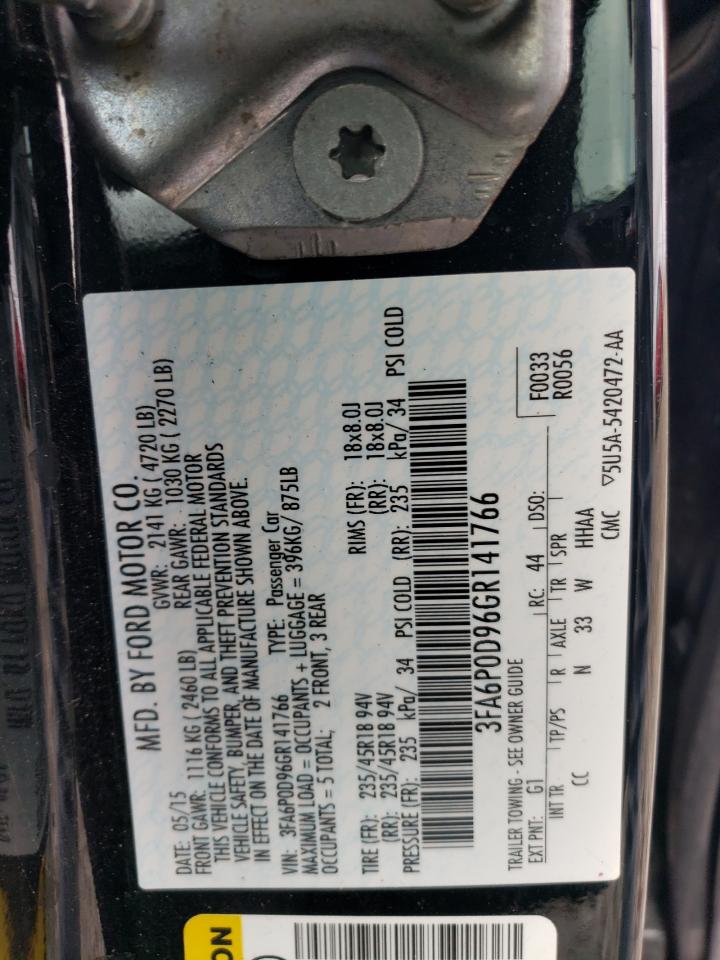 MFD. BY FORD MOTOR CO.
DATE: 05/15 GVWR: 2141 KG ( 4720 LB)
FRONT GAWR: 1116 KG ( 2460 LB) REAR GAWR: 1030 KG ( 2270 LB)
THIS VEHICLE CONFORMS TO ALL APPLICABLE FEDERAL MOTOR
VEHICLE SAFETY, BUMPER, AND THEFT PREVENTION STANDARDS
IN EFFECT ON THE DATE OF MANUFACTURE SHOWN ABOVE.
VIN: 3FA6P0D96GR141766 TYPE: Passenger Car
MAXIMUM LOAD = OCCUPANTS + LUGGAGE = 396KG/ 875LB
OCCUPANTS = 5 TOTAL; 2 FRONT, 3 REAR
TIRE (FR): 235/45R18 94V RIMS (FR): 18x8.0J
(RR): 235/45R18 94V (RR): 18x8.0J
PRESSURE (FR): 235 kPa/ 34 PSI COLD (RR): 235 kPa/ 34 PSI COLD
3FA6P0D96GR141766
TRAILER TOWING - SEE OWNER GUIDE F0033
EXT PNT: G1 RC: 44 DSO: R0056
INT TR TP/PS R AXLE TR SPR
CC N 33 W HHAA
CMC ▽5U5A-5420472-AA
ON